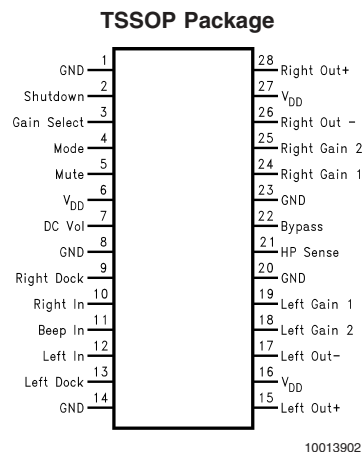 TSSOP Package
GND 1 28 Right Out+
Shutdown 2 27 VDD
Gain Select 3 26 Right Out -
Mode 4 25 Right Gain 2
Mute 5 24 Right Gain 1
VDD 6 23 GND
DC Vol 7 22 Bypass
GND 8 21 HP Sense
Right Dock 9 20 GND
Right In 10 19 Left Gain 1
Beep In 11 18 Left Gain 2
Left In 12 17 Left Out-
Left Dock 13 16 VDD
GND 14 15 Left Out+
10013902